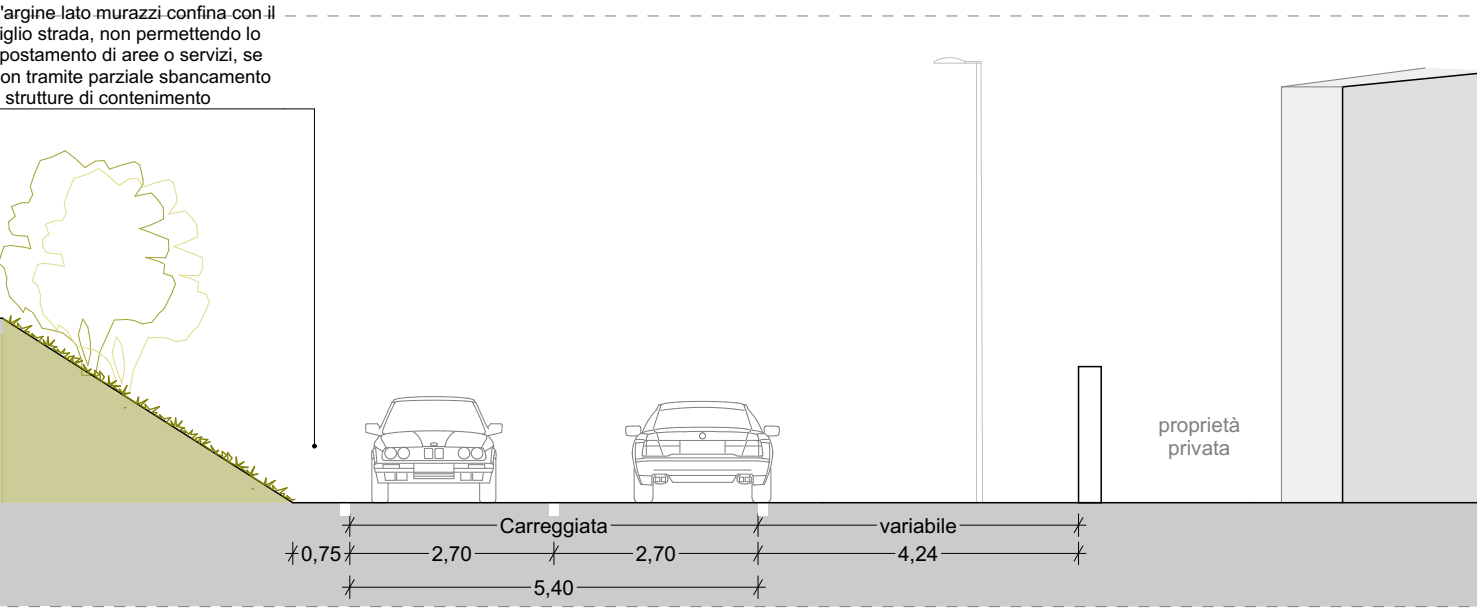 'argine lato murazzi confina con il
iglio strada, non permettendo lo
postamento di aree o servizi, se
on tramite parziale sbancamento
strutture di contenimento
proprietà
privata
Carreggiata variabile
0,75 2,70 2,70 4,24
5,40